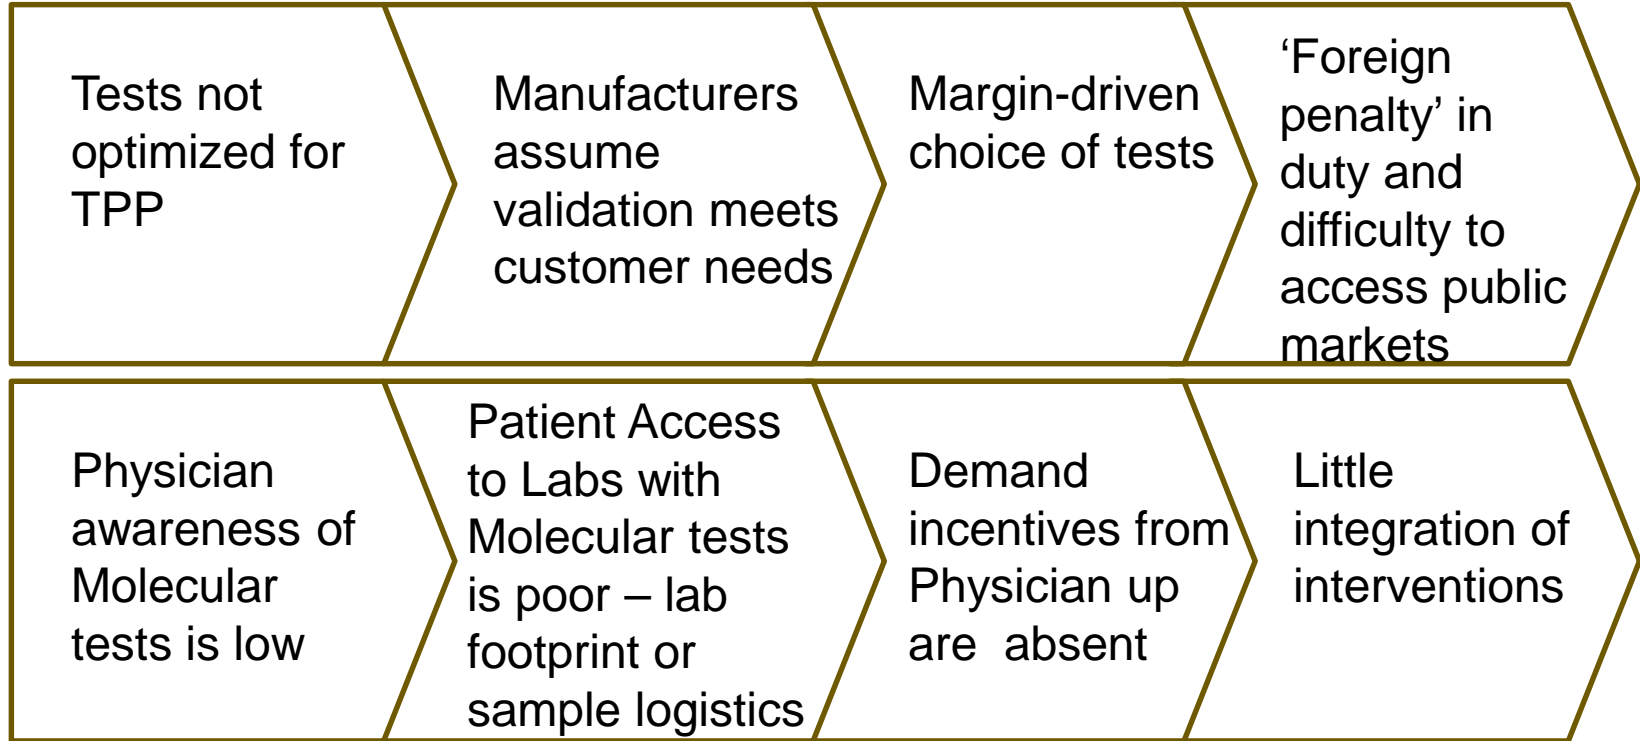 Tests not
optimized for
TPP
Manufacturers
assume
validation meets
customer needs
Margin-driven
choice of tests
‘Foreign
penalty’ in
duty and
difficulty to
access public
markets
Physician
awareness of
Molecular
tests is low
Patient Access
to Labs with
Molecular tests
is poor – lab
footprint or
sample logistics
Demand
incentives from
Physician up
are  absent
Little
integration of
interventions